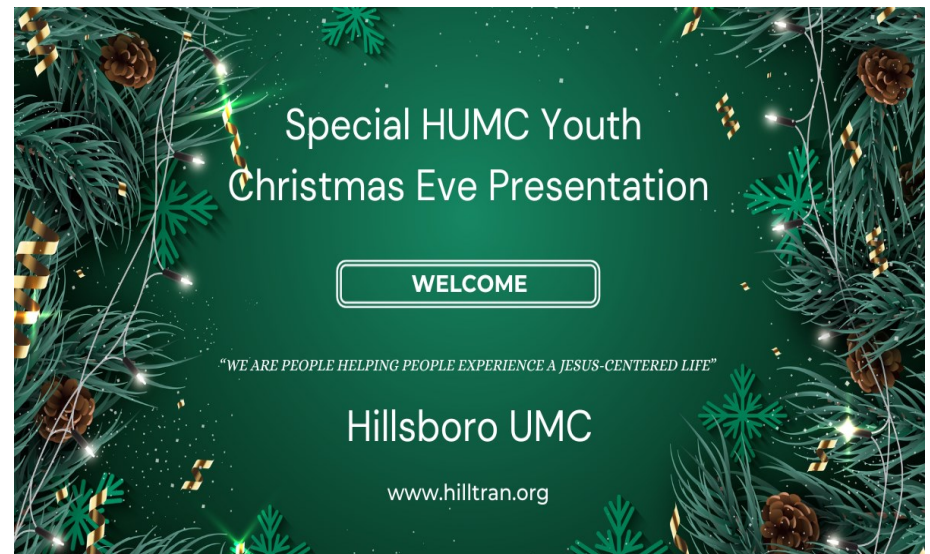 Special HUMC Youth
Christmas Eve Presentation
WELCOME
“WE ARE PEOPLE HELPING PEOPLE EXPERIENCE A JESUS-CENTERED LIFE”
Hillsboro UMC
www.hilltran.org